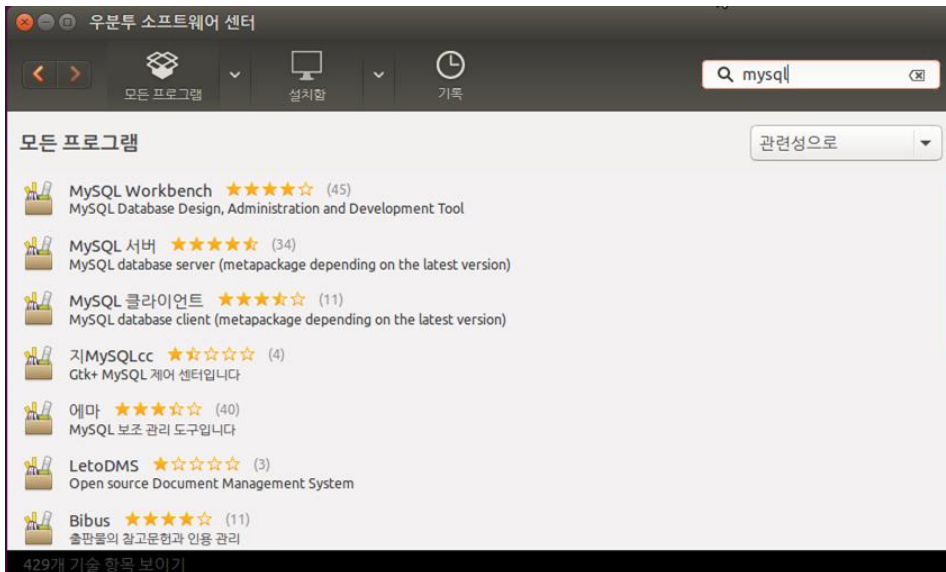 우분투 소프트웨어 센터
모든 프로그램
설치함
기록
mysql
모든 프로그램
관련성으로
MySQL Workbench (45)
MySQL Database Design, Administration and Development Tool
MySQL 서버 (34)
MySQL database server (metapackage depending on the latest version)
MySQL 클라이언트 (11)
MySQL database client (metapackage depending on the latest version)
지MySQLcc (4)
Gtk+ MySQL 제어 센터입니다
에마 (40)
MySQL 보조 관리 도구입니다
LetoDMS (3)
Open source Document Management System
Bibus (11)
출판물의 참고문헌과 인용 관리
429개 기술 항목 보이기